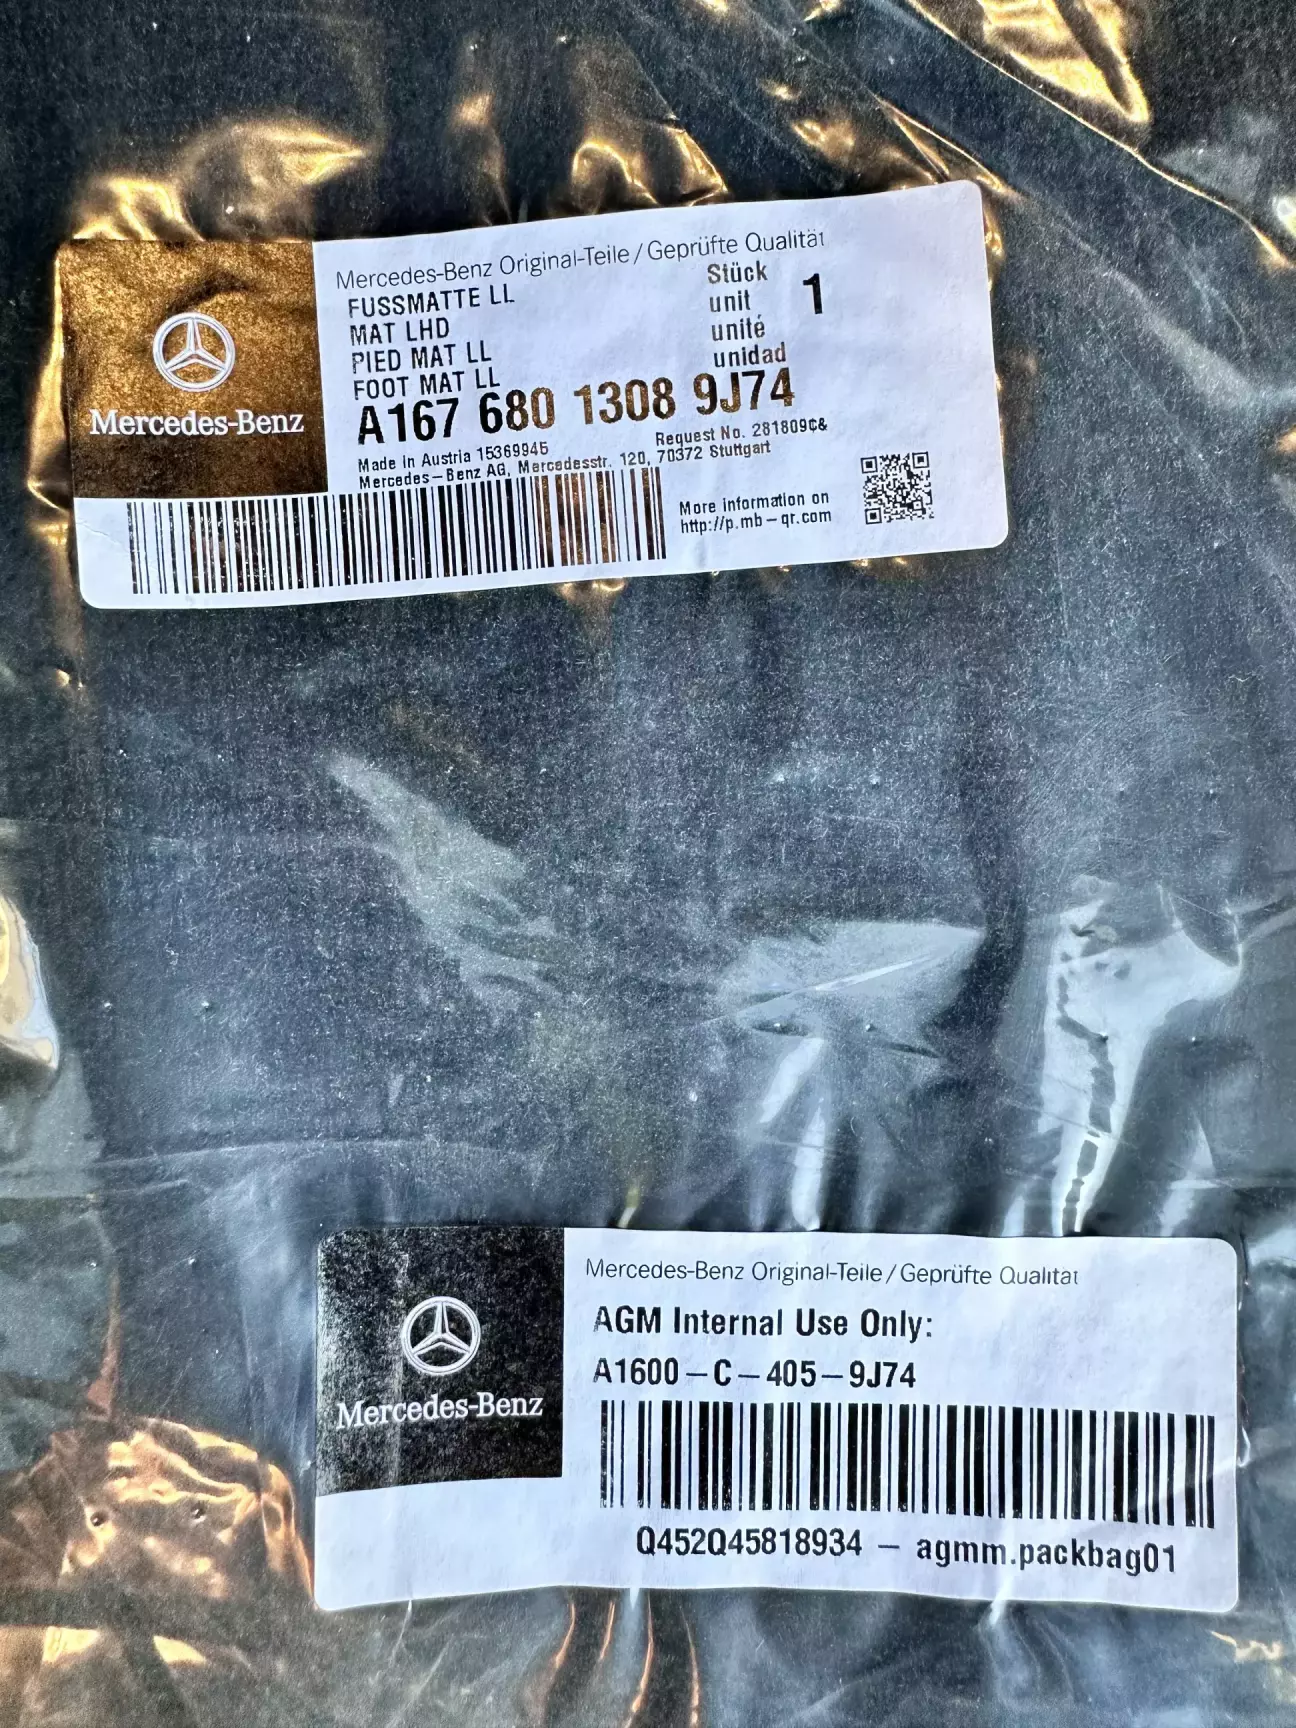 Mercedes-Benz
Mercedes-Benz Original-Teile / Geprüfte Qualität
FUSSMATTE LL
MAT LHD
PIED MAT LL
FOOT MAT LL
Stück
unit
unité
unidad
1
A167 680 1308 9J74
Made in Austria 15369945
Request No. 281809¢&
Mercedes-Benz AG, Mercedesstr. 120, 70372 Stuttgart
More information on
http://p.mb-qr.com
Mercedes-Benz
Mercedes-Benz Original-Teile / Geprüfte Qualität
AGM Internal Use Only:
A1600-C-405-9J74
Q452Q45818934 - agmm.packbag01